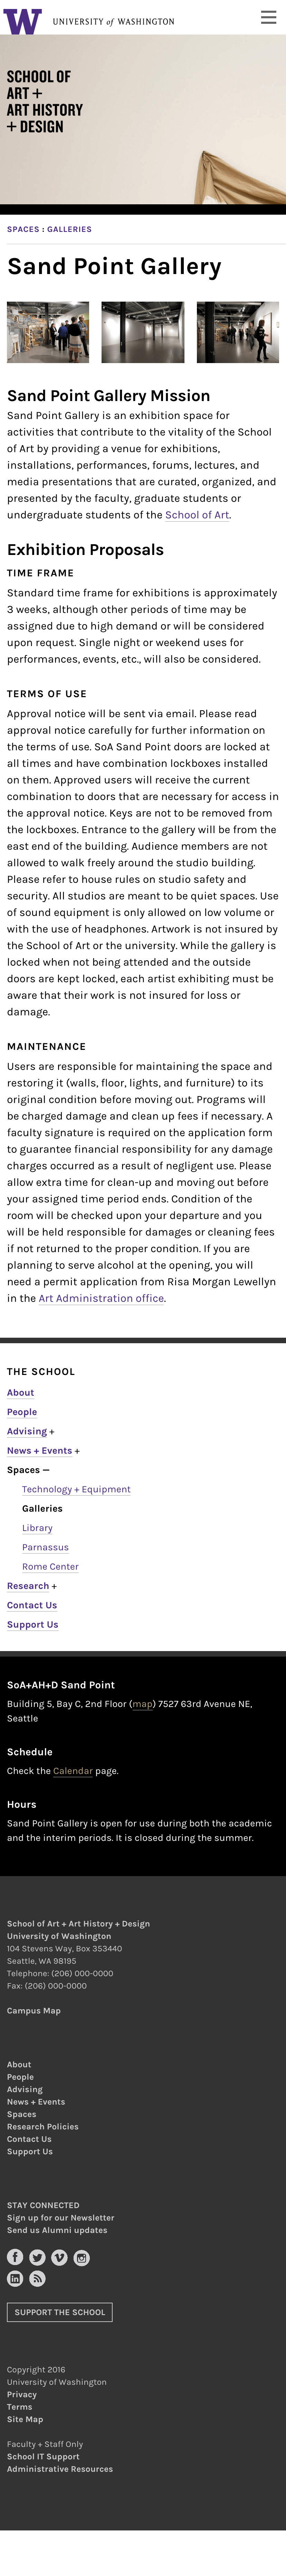 W UNIVERSITY of WASHINGTON
SCHOOL OF
ART +
ART HISTORY
+ DESIGN
SPACES : GALLERIES
Sand Point Gallery
Sand Point Gallery Mission
Sand Point Gallery is an exhibition space for
activities that contribute to the vitality of the School
of Art by providing a venue for exhibitions,
installations, performances, forums, lectures, and
media presentations that are curated, organized, and
presented by the faculty, graduate students or
undergraduate students of the School of Art.
Exhibition Proposals
TIME FRAME
Standard time frame for exhibitions is approximately
3 weeks, although other periods of time may be
assigned due to high demand or will be considered
upon request. Single night or weekend uses for
performances, events, etc., will also be considered.
TERMS OF USE
Approval notice will be sent via email. Please read
approval notice carefully for further information on
the terms of use. SoA Sand Point doors are locked at
all times and have combination lockboxes installed
on them. Approved users will receive the current
combination to doors that are necessary for access in
the approval notice. Keys are not to be removed from
the lockboxes. Entrance to the gallery will be from the
east end of the building. Audience members are not
allowed to walk freely around the studio building.
Please refer to house rules on studio safety and
security. All studios are meant to be quiet spaces. Use
of sound equipment is only allowed on low volume or
with the use of headphones. Artwork is not insured by
the School of Art or the university. While the gallery is
locked when not being attended and the outside
doors are kept locked, each artist exhibiting must be
aware that their work is not insured for loss or
damage.
MAINTENANCE
Users are responsible for maintaining the space and
restoring it (walls, floor, lights, and furniture) to its
original condition before moving out. Programs will
be charged damage and clean up fees if necessary. A
faculty signature is required on the application form
to guarantee financial responsibility for any damage
charges occurred as a result of negligent use. Please
allow extra time for clean-up and moving out before
your assigned time period ends. Condition of the
room will be checked upon your departure and you
will be held responsible for damages or cleaning fees
if not returned to the proper condition. If you are
planning to serve alcohol at the opening, you will
need a permit application from Risa Morgan Lewellyn
in the Art Administration office.
THE SCHOOL
About
People
Advising +
News + Events +
Spaces —
Technology + Equipment
Galleries
Library
Parnassus
Rome Center
Research +
Contact Us
Support Us
SoA+AH+D Sand Point
Building 5, Bay C, 2nd Floor (map) 7527 63rd Avenue NE,
Seattle
Schedule
Check the Calendar page.
Hours
Sand Point Gallery is open for use during both the academic
and the interim periods. It is closed during the summer.
School of Art + Art History + Design
University of Washington
104 Stevens Way, Box 353440
Seattle, WA 98195
Telephone: (206) 000-0000
Fax: (206) 000-0000
Campus Map
About
People
Advising
News + Events
Spaces
Research Policies
Contact Us
Support Us
STAY CONNECTED
Sign up for our Newsletter
Send us Alumni updates
SUPPORT THE SCHOOL
Copyright 2016
University of Washington
Privacy
Terms
Site Map
Faculty + Staff Only
School IT Support
Administrative Resources